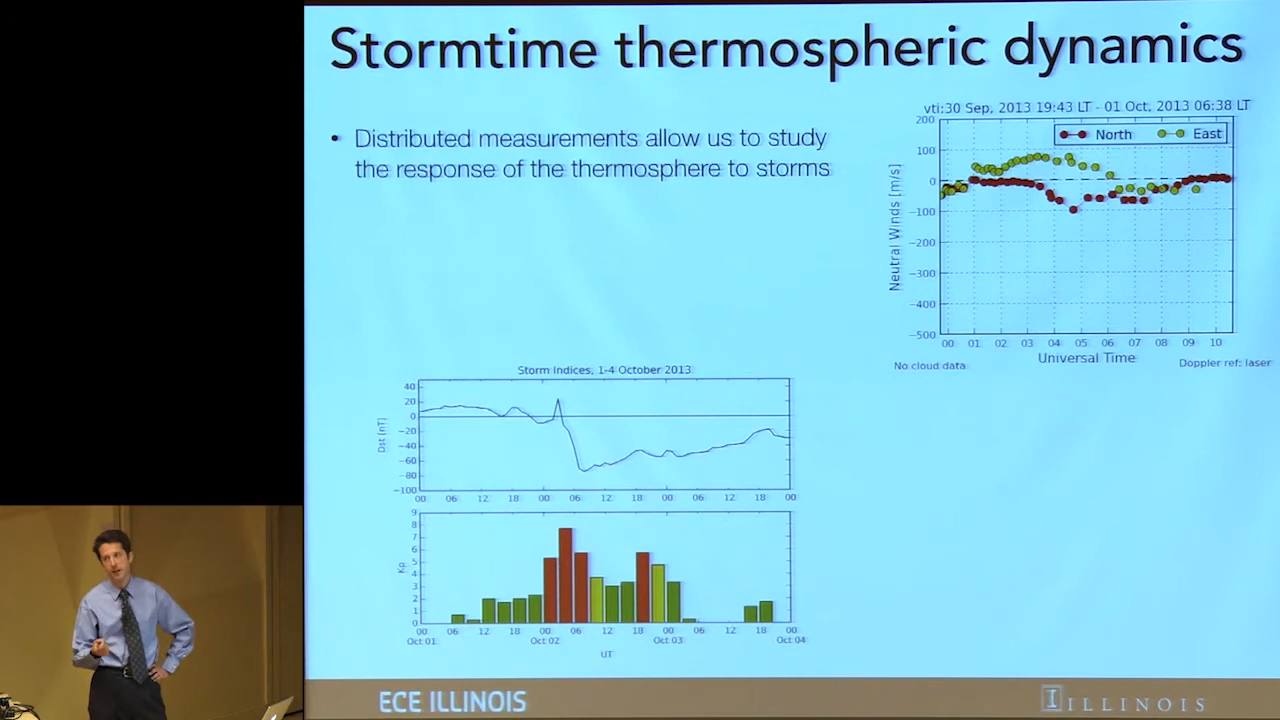 Stormtime thermospheric dynamics
• Distributed measurements allow us to study
the response of the thermosphere to storms
vti:30 Sep, 2013 19:43 LT - 01 Oct, 2013 06:38 LT
North East
200
100
0
−100
−200
−300
−400
−500
Neutral Winds [m/s]
00 01 02 03 04 05 06 07 08 09 10
Universal Time
No cloud data
Doppler ref: laser
Storm Indices, 1-4 October 2013
40
20
0
−20
−40
−60
−80
−100
Dst [nT]
00 06 12 18 00 06 12 18 00 06 12 18 00
9
8
7
6
5
4
3
2
1
0
Kp
00 06 12 18 00 06 12 18 00 06 12 18 00
Oct 01 Oct 02 Oct 03 Oct 04
UT
ECE ILLINOIS
I ILLINOIS